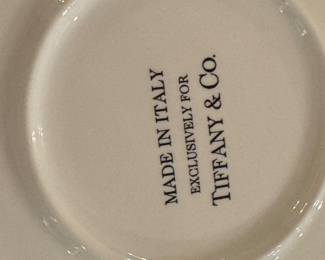 MADE IN ITALY
EXCLUSIVELY FOR
TIFFANY & CO.